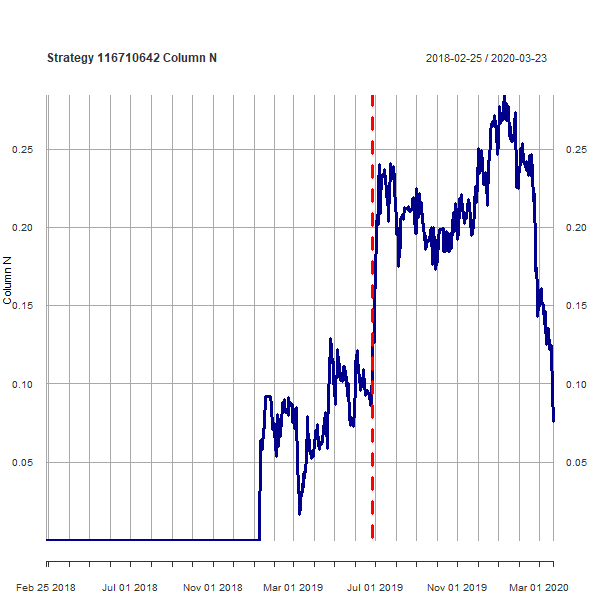 Strategy 116710642 Column N
2018-02-25 / 2020-03-23
Column N
0.25
0.20
0.15
0.10
0.05
0.25
0.20
0.15
0.10
0.05
Feb 25 2018
Jul 01 2018
Nov 01 2018
Mar 01 2019
Jul 01 2019
Nov 01 2019
Mar 01 2020